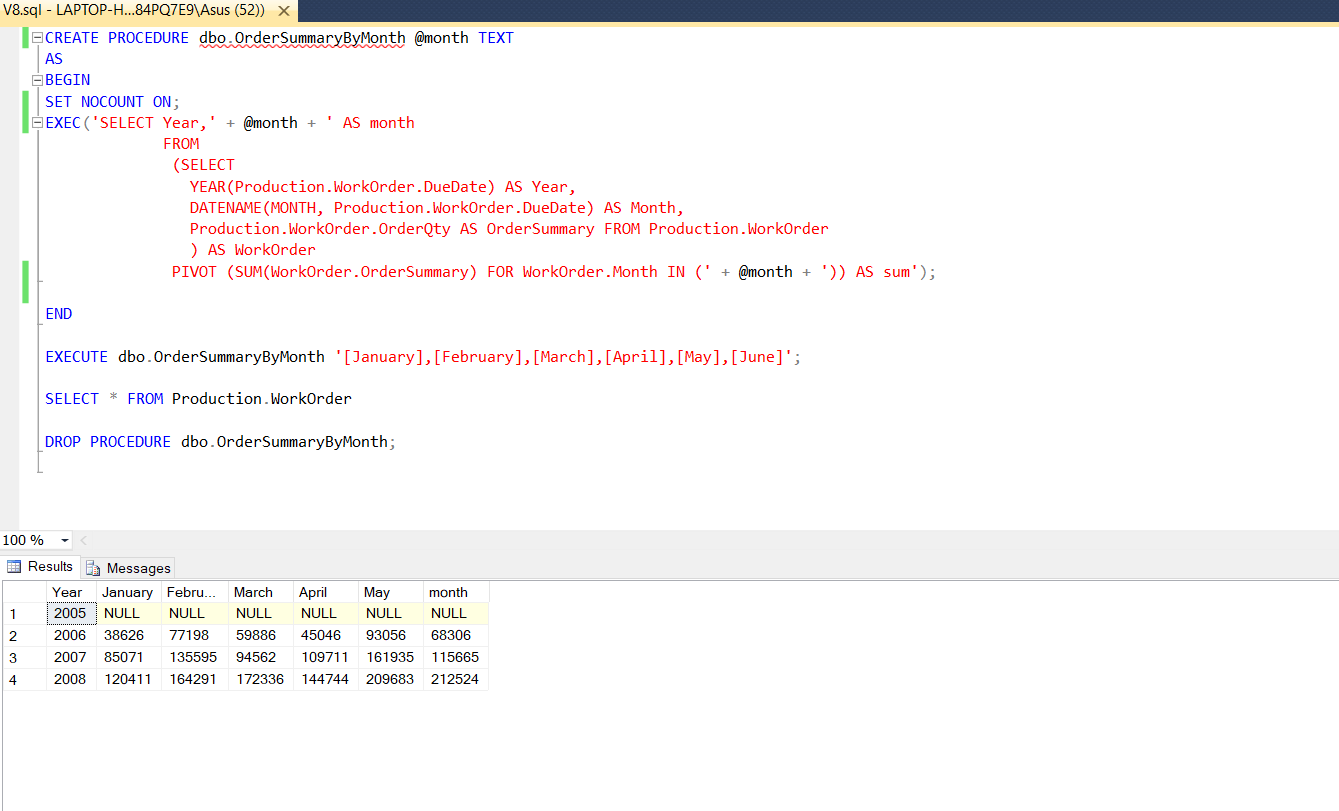 V8.sql - LAPTOP-H...84PQ7E9\Asus (52))
CREATE PROCEDURE dbo.OrderSummaryByMonth @month TEXT
AS
BEGIN
SET NOCOUNT ON;
EXEC('SELECT Year,' + @month + ' AS month
FROM
(SELECT
YEAR(Production.WorkOrder.DueDate) AS Year,
DATENAME(MONTH, Production.WorkOrder.DueDate) AS Month,
Production.WorkOrder.OrderQty AS OrderSummary FROM Production.WorkOrder
) AS WorkOrder
PIVOT (SUM(WorkOrder.OrderSummary) FOR WorkOrder.Month IN (' + @month + ')) AS sum');
END
EXECUTE dbo.OrderSummaryByMonth '[January],[February],[March],[April],[May],[June]';
SELECT * FROM Production.WorkOrder
DROP PROCEDURE dbo.OrderSummaryByMonth;
100 %
Results Messages
Year January Febru... March April May month
1 2005 NULL NULL NULL NULL NULL NULL
2 2006 38626 77198 59886 45046 93056 68306
3 2007 85071 135595 94562 109711 161935 115665
4 2008 120411 164291 172336 144744 209683 212524